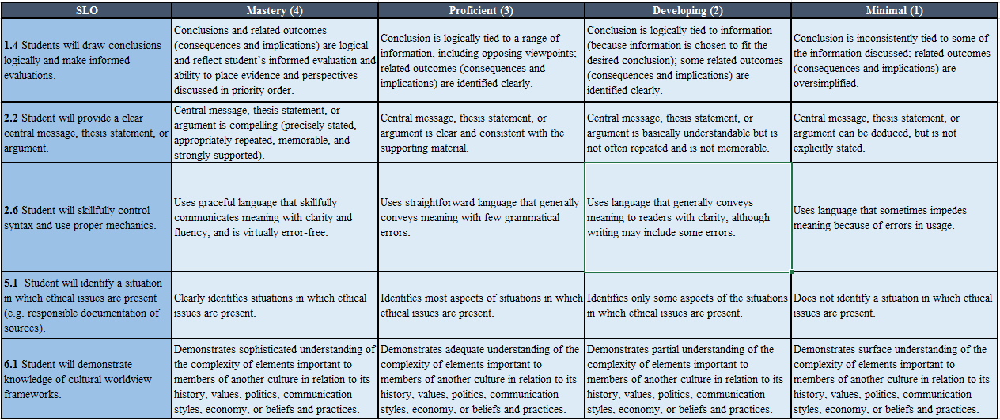 SLO
Mastery (4)
Proficient (3)
Developing (2)
Minimal (1)
1.4 Students will draw conclusions
logically and make informed
evaluations.
Conclusions and related outcomes
(consequences and implications) are logical
and reflect student's informed evaluation and
ability to place evidence and perspectives
discussed in priority order.
Conclusion is logically tied to a range of
information, including opposing viewpoints;
related outcomes (consequences and
implications) are identified clearly.
Conclusion is logically tied to information
(because information is chosen to fit the
desired conclusion); some related outcomes
(consequences and implications) are
identified clearly.
Conclusion is inconsistently tied to some of
the information discussed; related outcomes
(consequences and implications) are
oversimplified.
2.2 Student will provide a clear
central message, thesis statement, or
argument.
Central message, thesis statement, or
argument is compelling (precisely stated,
appropriately repeated, memorable, and
strongly supported).
Central message, thesis statement, or
argument is clear and consistent with the
supporting material.
Central message, thesis statement, or
argument is basically understandable but is
not often repeated and is not memorable.
Central message, thesis statement, or
argument can be deduced, but is not
explicitly stated.
2.6 Student will skillfully control
syntax and use proper mechanics.
Uses graceful language that skillfully
communicates meaning with clarity and
fluency, and is virtually error-free.
Uses straightforward language that generally
conveys meaning with few grammatical
errors.
Uses language that generally conveys
meaning to readers with clarity, although
writing may include some errors.
Uses language that sometimes impedes
meaning because of errors in usage.
5.1 Student will identify a situation
in which ethical issues are present
(e.g. responsible documentation of
sources).
Clearly identifies situations in which ethical
issues are present.
Identifies most aspects of situations in which
ethical issues are present.
Identifies only some aspects of the situations
in which ethical issues are present.
Does not identify a situation in which ethical
issues are present.
6.1 Student will demonstrate
knowledge of cultural worldview
frameworks.
Demonstrates sophisticated understanding of
the complexity of elements important to
members of another culture in relation to its
history, values, politics, communication
styles, economy, or beliefs and practices.
Demonstrates adequate understanding of the
complexity of elements important to
members of another culture in relation to its
history, values, politics, communication
styles, economy, or beliefs and practices.
Demonstrates partial understanding of the
complexity of elements important to
members of another culture in relation to its
history, values, politics, communication
styles, economy, or beliefs and practices.
Demonstrates surface understanding of the
complexity of elements important to
members of another culture in relation to its
history, values, politics, communication
styles, economy, or beliefs and practices.